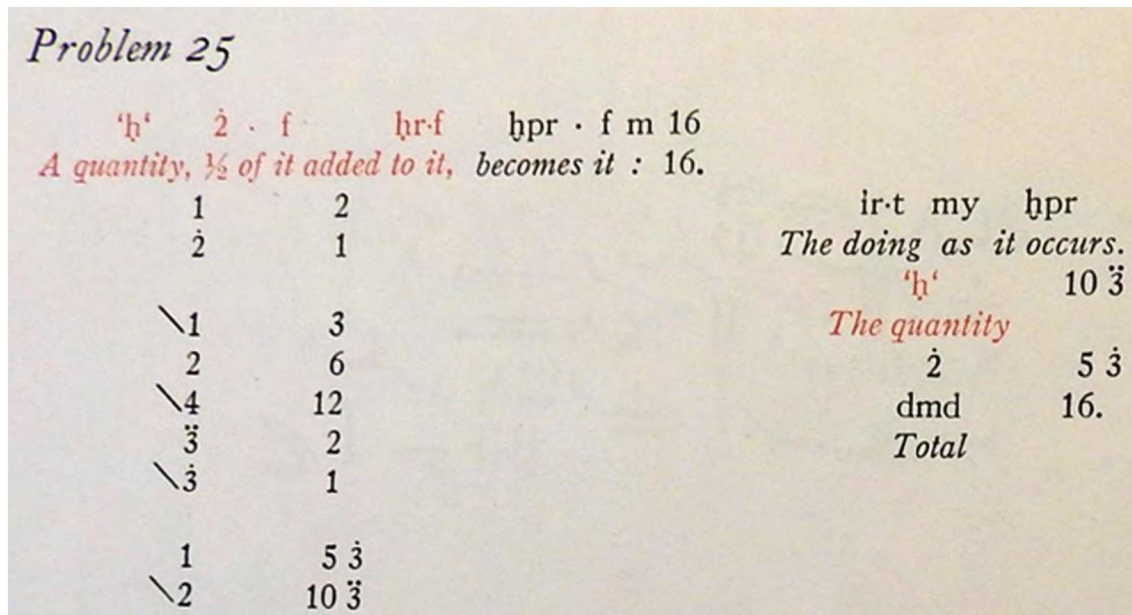 Problem 25
‘ḥ‘ 2̇ · f ḥr·f ḫpr · f m 16
A quantity, ½ of it added to it, becomes it : 16.
1 2
2̇ 1
\1 3
2 6
\4 12
3̈ 2
\3̇ 1
1 5 3̇
\2 10 3̈
ir·t my ḫpr
The doing as it occurs.
‘ḥ‘ 10 3̈
The quantity
2̇ 5 3̇
dmd 16.
Total